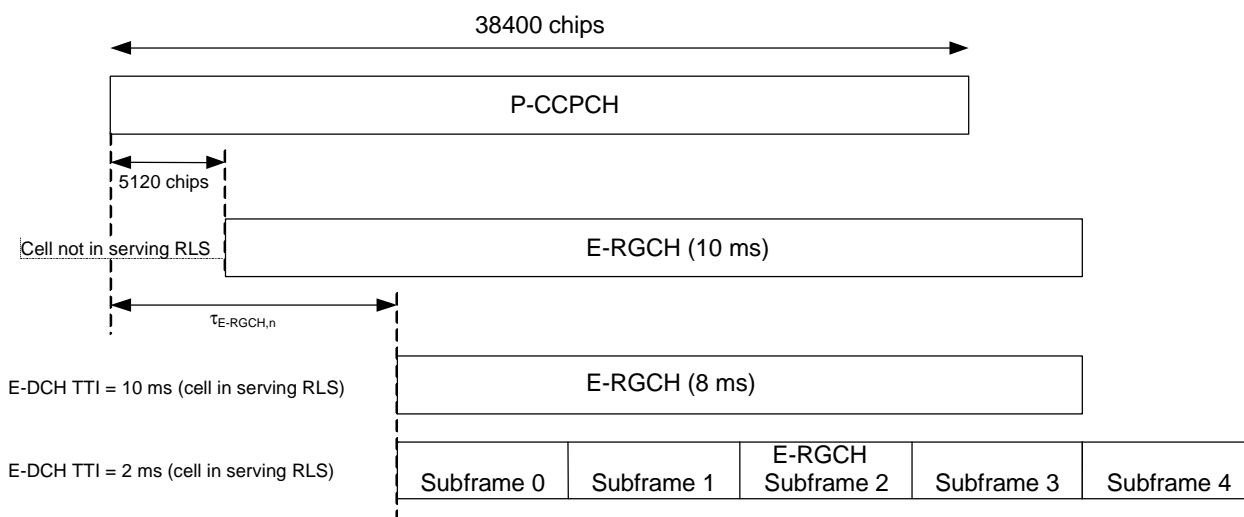 38400 chips
P-CCPCH
5120 chips
Cell not in serving RLS
E-RGCH (10 ms)
τE-RGCH,n
E-DCH TTI = 10 ms (cell in serving RLS)
E-RGCH (8 ms)
E-DCH TTI = 2 ms (cell in serving RLS)
E-RGCH
Subframe 0 Subframe 1 Subframe 2 Subframe 3 Subframe 4